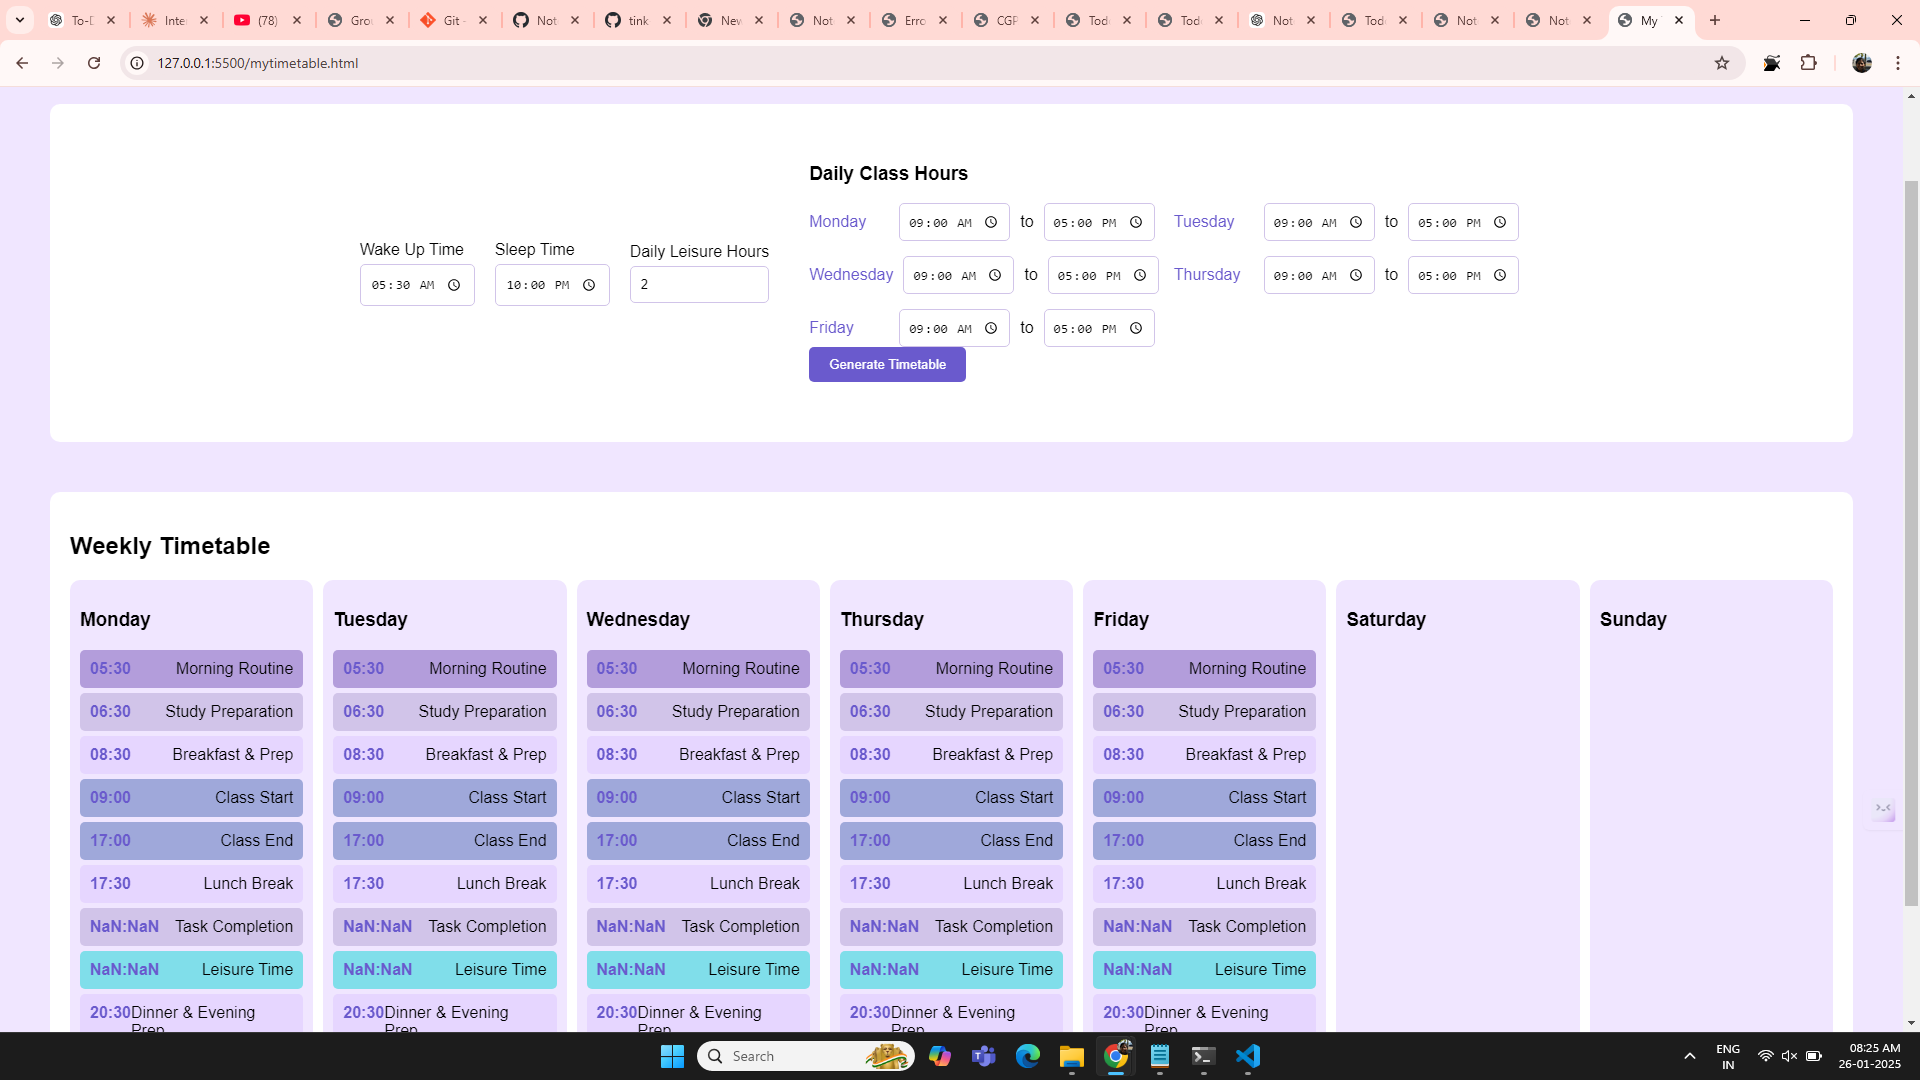 To-D
Inte
(78)
Gro
Git -
Not
tink
New
Not
Erro
CGP
Tod
Tod
Not
Tod
Not
Not
My
127.0.0.1:5500/mytimetable.html
Daily Class Hours
Monday 09:00 AM to 05:00 PM Tuesday 09:00 AM to 05:00 PM
Wake Up Time Sleep Time Daily Leisure Hours
05:30 AM 10:00 PM 2
Wednesday 09:00 AM to 05:00 PM Thursday 09:00 AM to 05:00 PM
Friday 09:00 AM to 05:00 PM
Generate Timetable
Weekly Timetable
Monday Tuesday Wednesday Thursday Friday Saturday Sunday
05:30 Morning Routine 05:30 Morning Routine 05:30 Morning Routine 05:30 Morning Routine 05:30 Morning Routine
06:30 Study Preparation 06:30 Study Preparation 06:30 Study Preparation 06:30 Study Preparation 06:30 Study Preparation
08:30 Breakfast & Prep 08:30 Breakfast & Prep 08:30 Breakfast & Prep 08:30 Breakfast & Prep 08:30 Breakfast & Prep
09:00 Class Start 09:00 Class Start 09:00 Class Start 09:00 Class Start 09:00 Class Start
17:00 Class End 17:00 Class End 17:00 Class End 17:00 Class End 17:00 Class End
17:30 Lunch Break 17:30 Lunch Break 17:30 Lunch Break 17:30 Lunch Break 17:30 Lunch Break
NaN:NaN Task Completion NaN:NaN Task Completion NaN:NaN Task Completion NaN:NaN Task Completion NaN:NaN Task Completion
NaN:NaN Leisure Time NaN:NaN Leisure Time NaN:NaN Leisure Time NaN:NaN Leisure Time NaN:NaN Leisure Time
20:30 Dinner & Evening 20:30 Dinner & Evening 20:30 Dinner & Evening 20:30 Dinner & Evening 20:30 Dinner & Evening
Prep Prep Prep Prep Prep
Search
ENG
IN
08:25 AM
26-01-2025